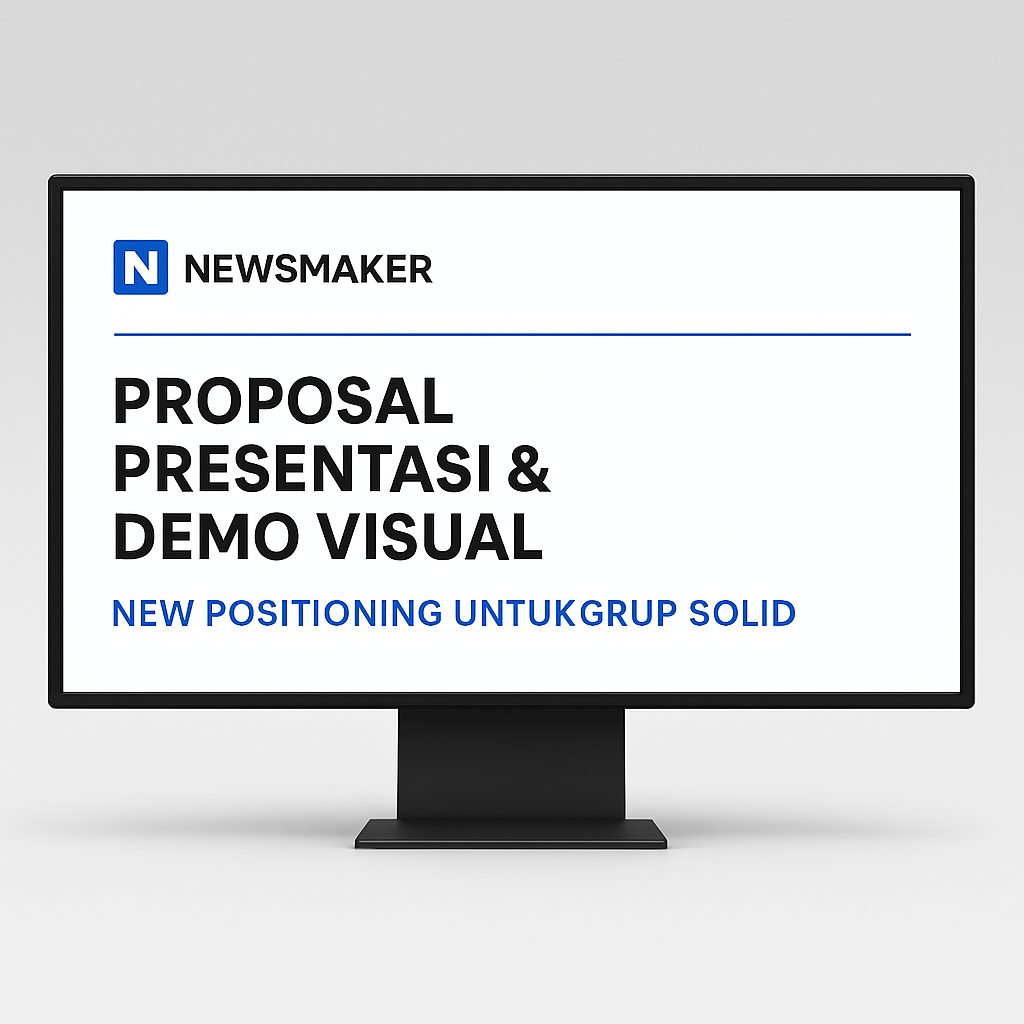 N NEWSMAKER
PROPOSAL
PRESENTASI &
DEMO VISUAL
NEW POSITIONING UNTUKGRUP SOLID